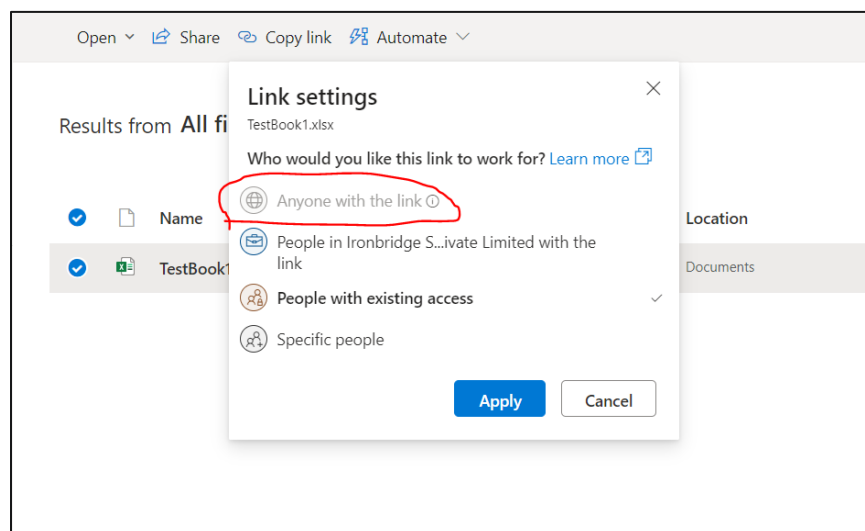 Open Share Copy link Automate
Link settings
TestBook1.xlsx
Results from All fi
Who would you like this link to work for? Learn more
Anyone with the link
Name
Location
People in Ironbridge S...ivate Limited with the
link
TestBook1
Documents
People with existing access
Specific people
Apply Cancel